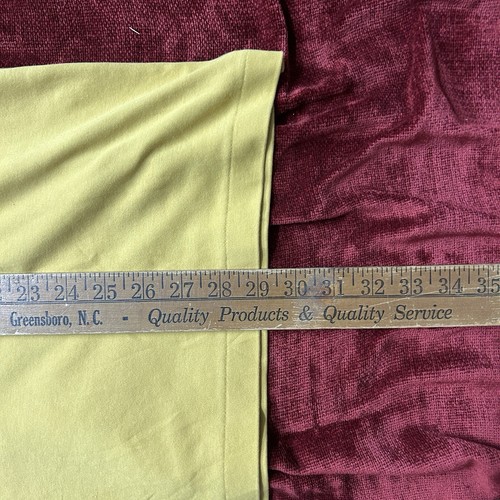 23 24 25 26 27 28 29 30 31 32 33 34 35
Greensboro, N. C. - Quality Products & Quality Service